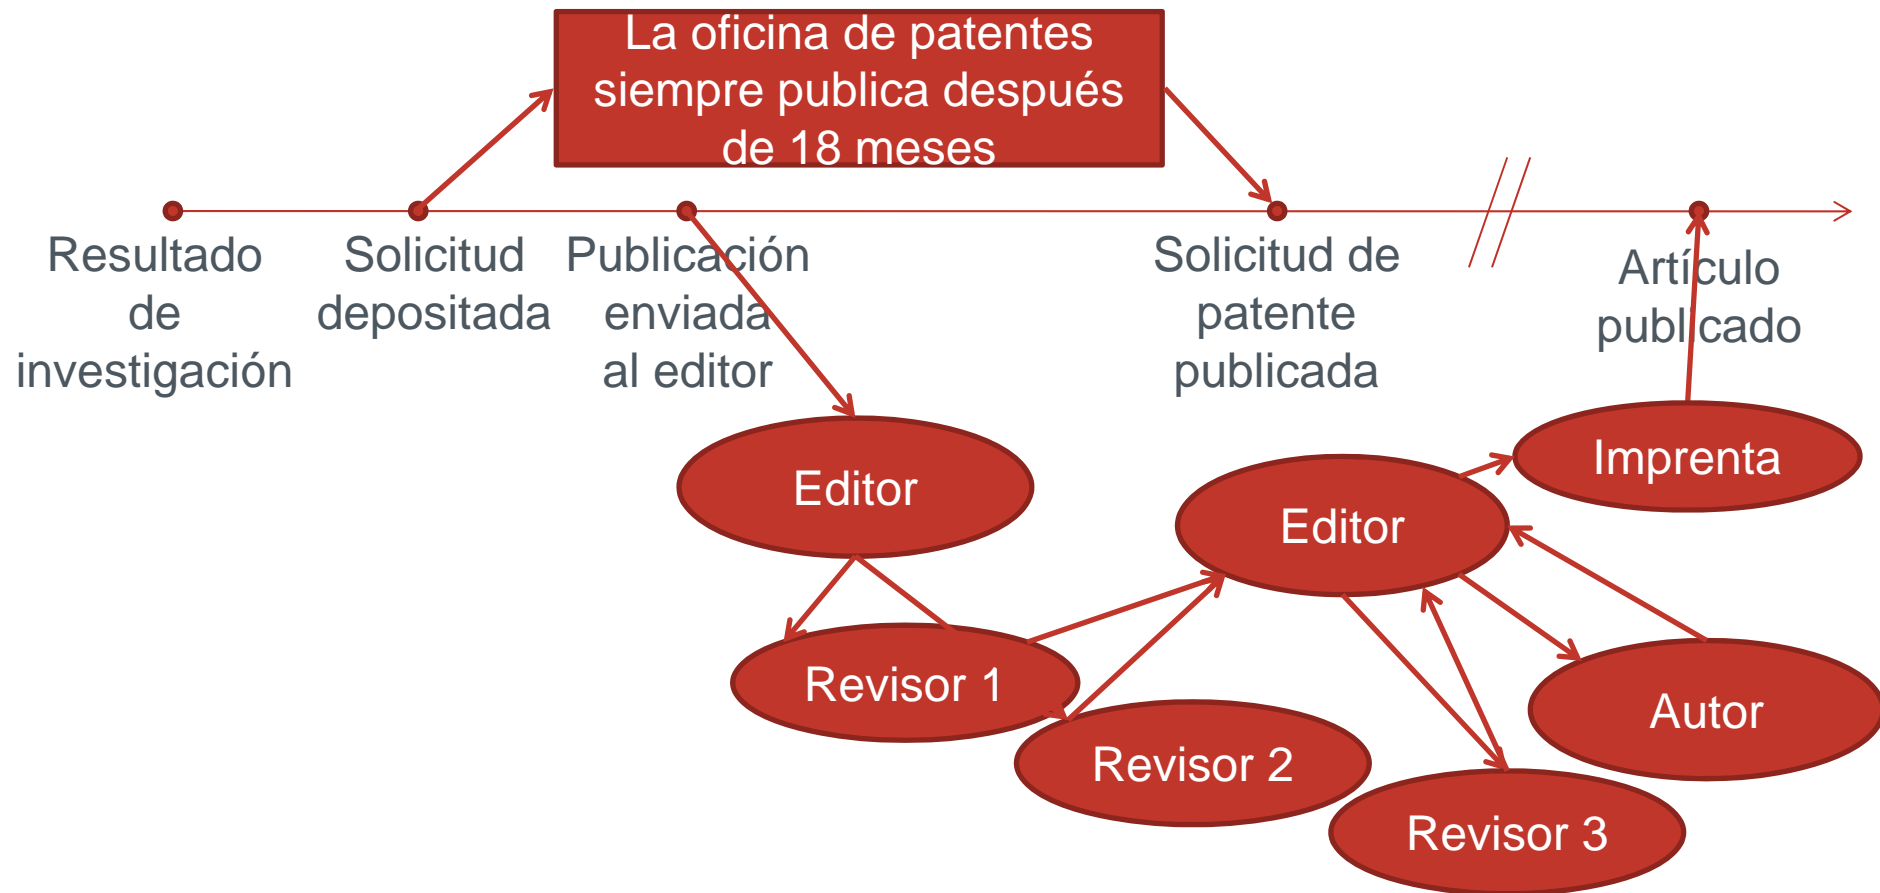 La oficina de patentes
siempre publica después
de 18 meses
Resultado
de
investigación
Solicitud
depositada
Publicación
enviada
al editor
Solicitud de
patente
publicada
Artículo
publicado
Editor
Editor
Imprenta
Revisor 1
Revisor 2
Revisor 3
Autor